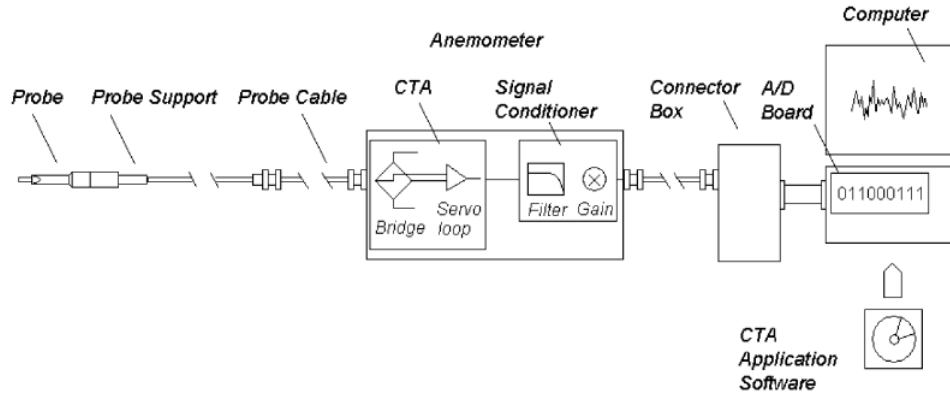 Computer
Anemometer
Probe
Probe Support
Probe Cable
CTA
Signal
Conditioner
Connector
Box
A/D
Board
011000111
Bridge
Servo
loop
Filter
Gain
CTA
Application
Software